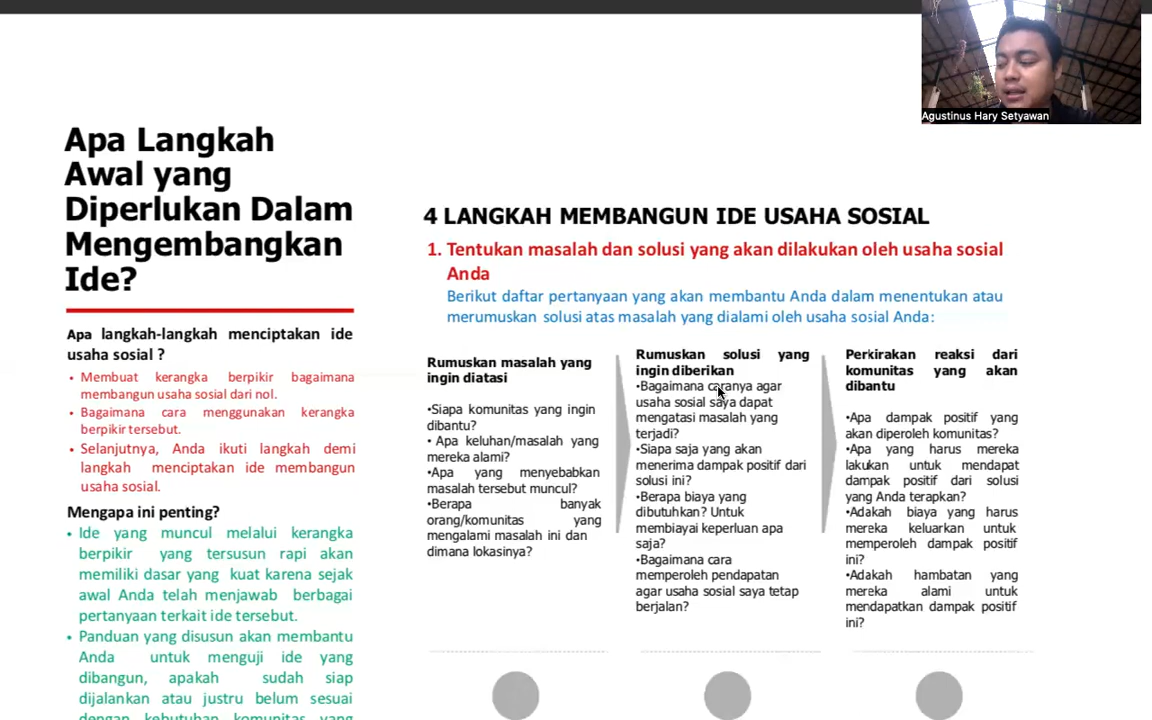 Agustinus Hary Setyawan
Apa Langkah
Awal yang
Diperlukan Dalam
Mengembangkan
Ide?
Apa langkah-langkah menciptakan ide
usaha sosial ?
• Membuat kerangka berpikir bagaimana
membangun usaha sosial dari nol.
• Bagaimana cara menggunakan kerangka
berpikir tersebut.
• Selanjutnya, Anda ikuti langkah demi
langkah menciptakan ide membangun
usaha sosial.
Mengapa ini penting?
• Ide yang muncul melalui kerangka
berpikir yang tersusun rapi akan
memiliki dasar yang kuat karena sejak
awal Anda telah menjawab berbagai
pertanyaan terkait ide tersebut.
• Panduan yang disusun akan membantu
Anda untuk menguji ide yang
dibangun, apakah sudah siap
dijalankan atau justru belum sesuai
dengan kebutuhan komunitas yang
4 LANGKAH MEMBANGUN IDE USAHA SOSIAL
1. Tentukan masalah dan solusi yang akan dilakukan oleh usaha sosial
Anda
Berikut daftar pertanyaan yang akan membantu Anda dalam menentukan atau
merumuskan solusi atas masalah yang dialami oleh usaha sosial Anda:
Rumuskan masalah yang
ingin diatasi
•Siapa komunitas yang ingin
dibantu?
• Apa keluhan/masalah yang
mereka alami?
•Apa yang menyebabkan
masalah tersebut muncul?
•Berapa banyak
orang/komunitas yang
mengalami masalah ini dan
dimana lokasinya?
Rumuskan solusi yang
ingin diberikan
•Bagaimana caranya agar
usaha sosial saya dapat
mengatasi masalah yang
terjadi?
•Siapa saja yang akan
menerima dampak positif dari
solusi ini?
•Berapa biaya yang
dibutuhkan? Untuk
membiayai keperluan apa
saja?
•Bagaimana cara
memperoleh pendapatan
agar usaha sosial saya tetap
berjalan?
Perkirakan reaksi dari
komunitas yang akan
dibantu
•Apa dampak positif yang
akan diperoleh komunitas?
•Apa yang harus mereka
lakukan untuk mendapat
dampak positif dari solusi
yang Anda terapkan?
•Adakah biaya yang harus
mereka keluarkan untuk
memperoleh dampak positif
ini?
•Adakah hambatan yang
mereka alami untuk
mendapatkan dampak positif
ini?